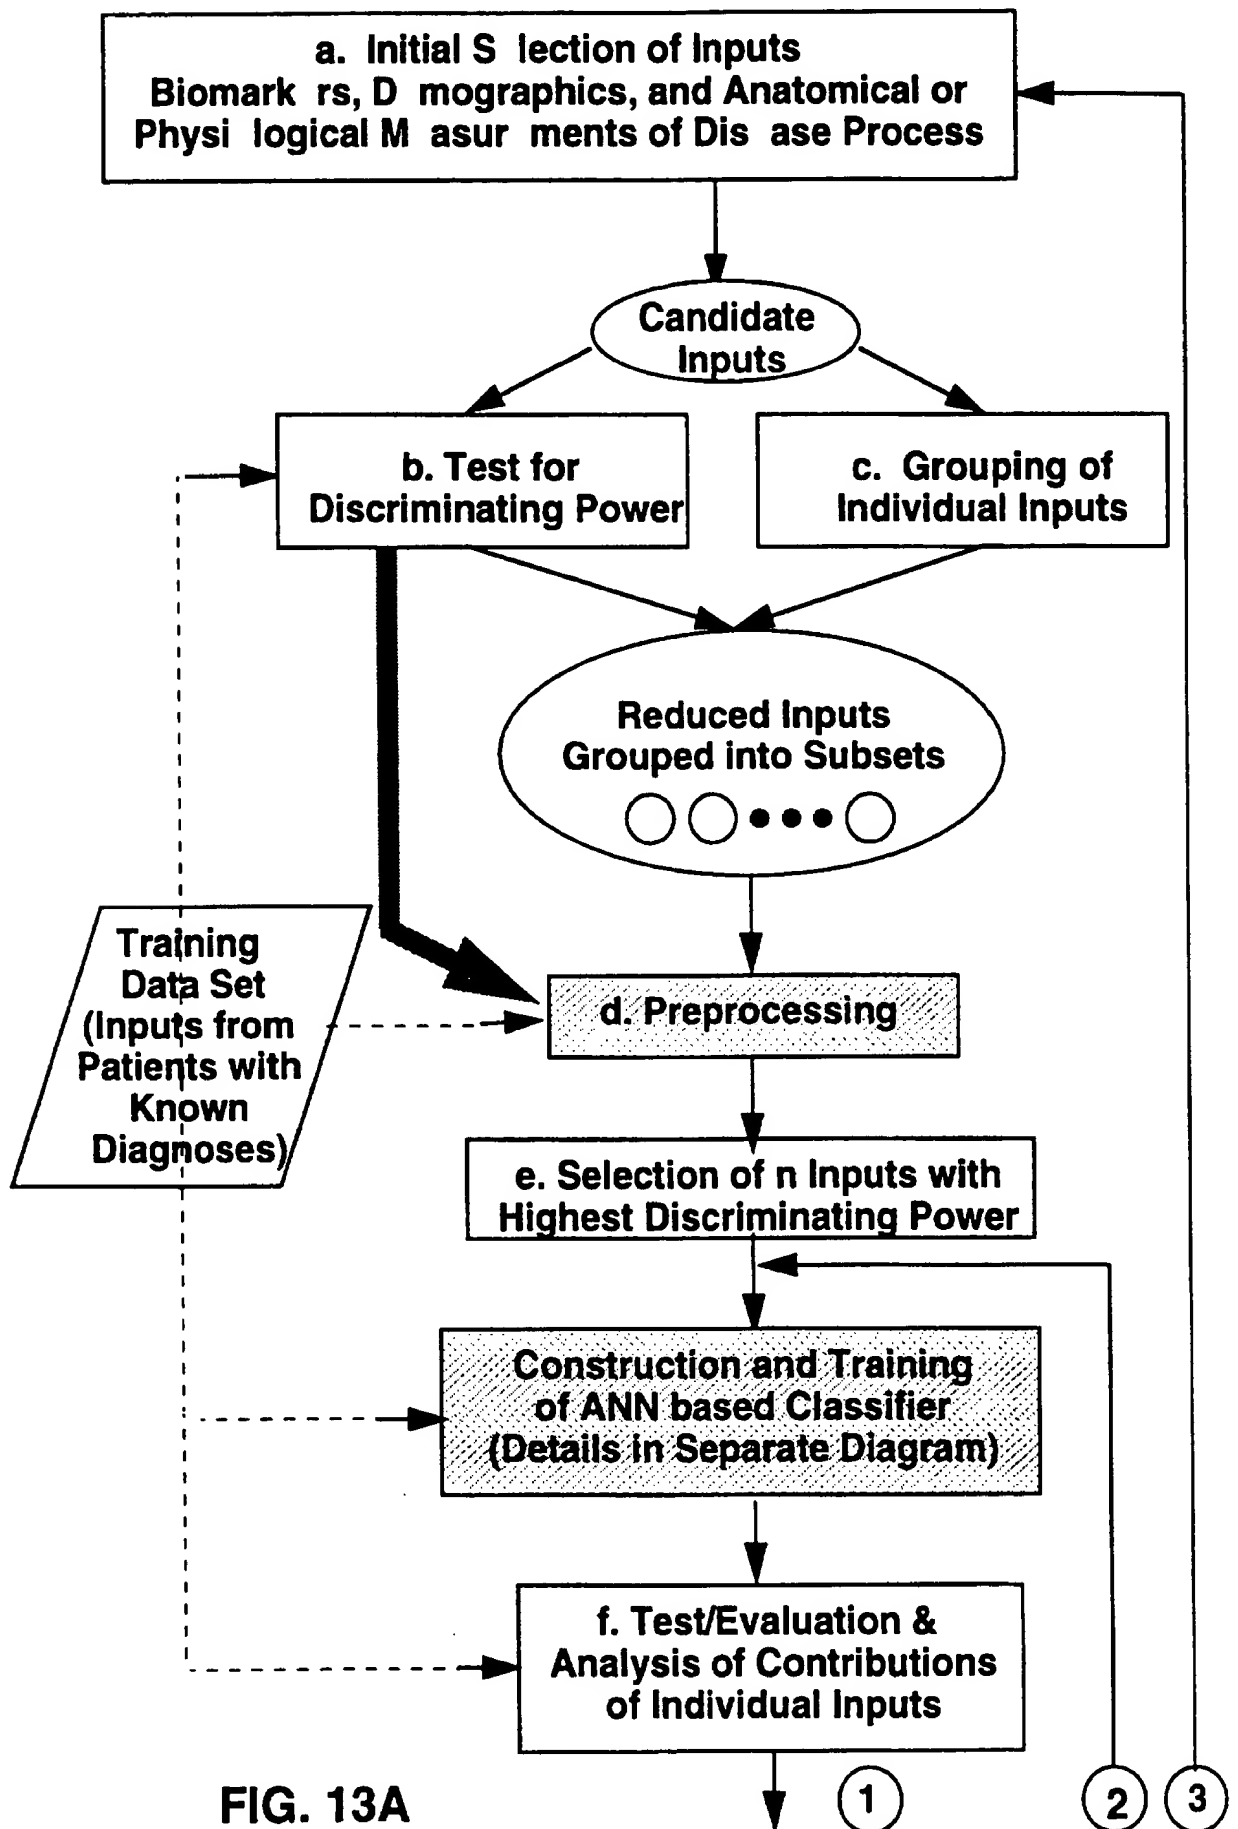 a. Initial S lection of Inputs
Biomark rs, D mographics, and Anatomical or
Physi logical M asur ments of Dis ase Process
Candidate
Inputs
b. Test for
Discriminating Power
c. Grouping of
Individual Inputs
Reduced Inputs
Grouped into Subsets
Training
Data Set
(Inputs from
Patients with
Known
Diagnoses)
d. Preprocessing
e. Selection of n Inputs with
Highest Discriminating Power
Construction and Training
of ANN based Classifier
(Details in Separate Diagram)
f. Test/Evaluation &
Analysis of Contributions
of Individual Inputs
FIG. 13A
1
2
3